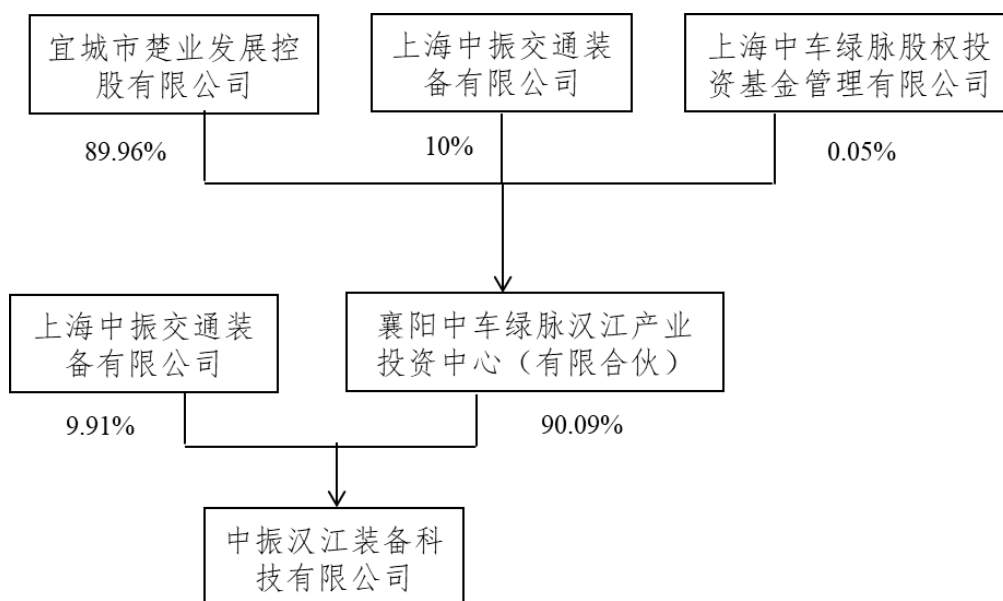 宜城市楚业发展控
股有限公司
上海中振交通装
备有限公司
上海中车绿脉股权投
资基金管理有限公司
89.96%
10%
0.05%
上海中振交通装
备有限公司
襄阳中车绿脉汉江产业
投资中心（有限合伙）
9.91%
90.09%
中振汉江装备科
技有限公司